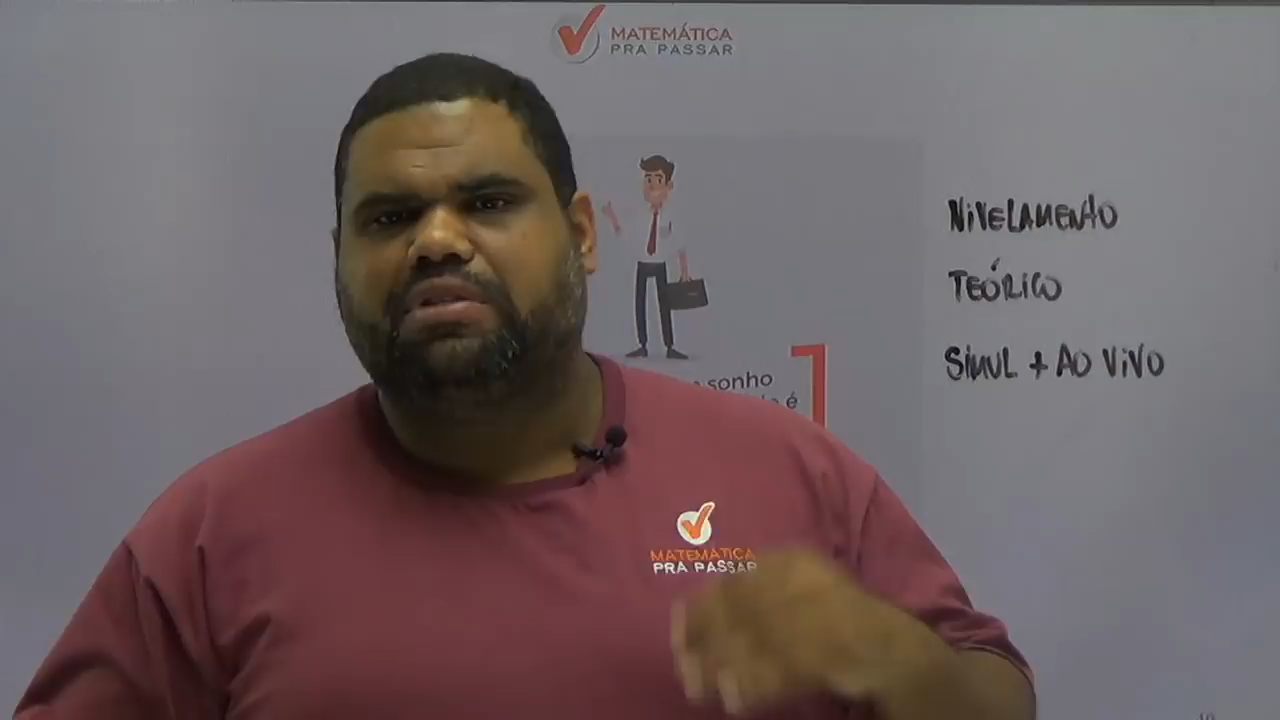 MATEMÁTICA
PRA PASSAR
NIVELAMENTO
TEÓRICO
SIMUL + AO VIVO
sonho
é
MATEMÁTICA
PRA PASSAR